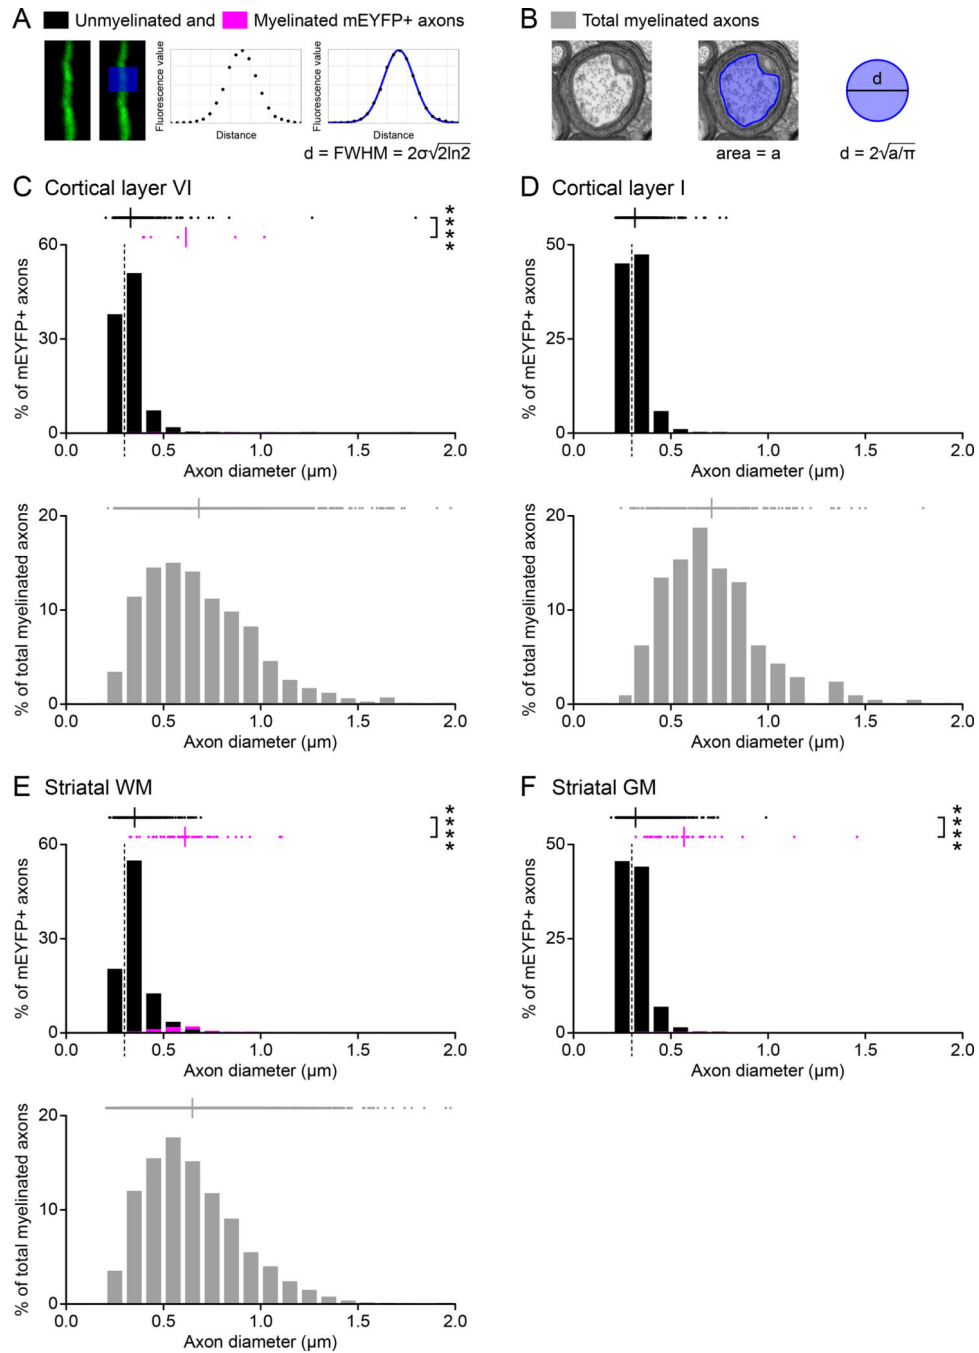 A
Unmyelinated and
Myelinated mEYFP+ axons
Fluorescence value
Distance
Fluorescence value
Distance
d = FWHM = 2σ√2ln2
B
Total myelinated axons
area = a
d
d = 2√a/π
C Cortical layer VI
****
60
30
0
% of mEYFP+ axons
0.0 0.5 1.0 1.5 2.0
Axon diameter (µm)
20
10
0
% of total myelinated axons
0.0 0.5 1.0 1.5 2.0
Axon diameter (µm)
D Cortical layer I
50
25
0
% of mEYFP+ axons
0.0 0.5 1.0 1.5 2.0
Axon diameter (µm)
20
10
0
% of total myelinated axons
0.0 0.5 1.0 1.5 2.0
Axon diameter (µm)
E Striatal WM
****
60
30
0
% of mEYFP+ axons
0.0 0.5 1.0 1.5 2.0
Axon diameter (µm)
20
10
0
% of total myelinated axons
0.0 0.5 1.0 1.5 2.0
Axon diameter (µm)
F Striatal GM
****
50
25
0
% of mEYFP+ axons
0.0 0.5 1.0 1.5 2.0
Axon diameter (µm)